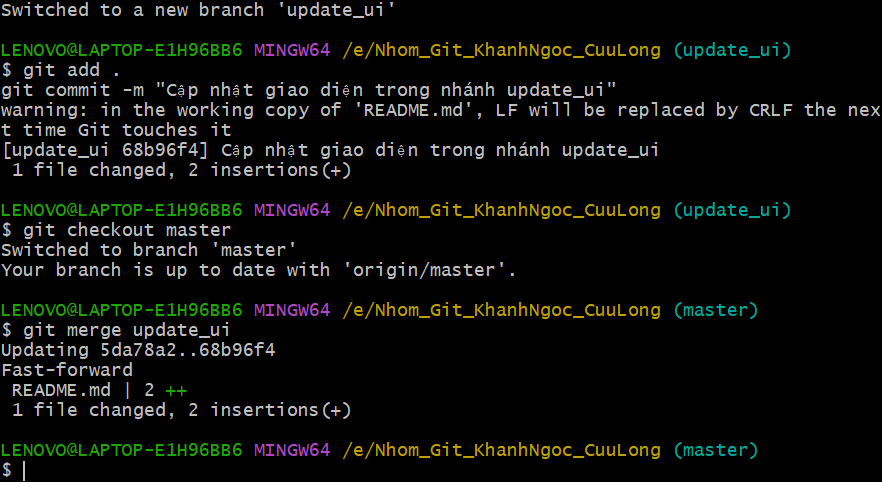 Switched to a new branch 'update_ui'
LENOVO@LAPTOP-E1H96BB6 MINGW64 /e/Nhom_Git_KhanhNgoc_CuuLong (update_ui)
$ git add .
git commit -m "Cập nhật giao diện trong nhánh update_ui"
warning: in the working copy of 'README.md', LF will be replaced by CRLF the nex
t time Git touches it
[update_ui 68b96f4] Cập nhật giao diện trong nhánh update_ui
 1 file changed, 2 insertions(+)
LENOVO@LAPTOP-E1H96BB6 MINGW64 /e/Nhom_Git_KhanhNgoc_CuuLong (update_ui)
$ git checkout master
Switched to branch 'master'
Your branch is up to date with 'origin/master'.
LENOVO@LAPTOP-E1H96BB6 MINGW64 /e/Nhom_Git_KhanhNgoc_CuuLong (master)
$ git merge update_ui
Updating 5da78a2..68b96f4
Fast-forward
 README.md | 2 ++
 1 file changed, 2 insertions(+)
LENOVO@LAPTOP-E1H96BB6 MINGW64 /e/Nhom_Git_KhanhNgoc_CuuLong (master)
$